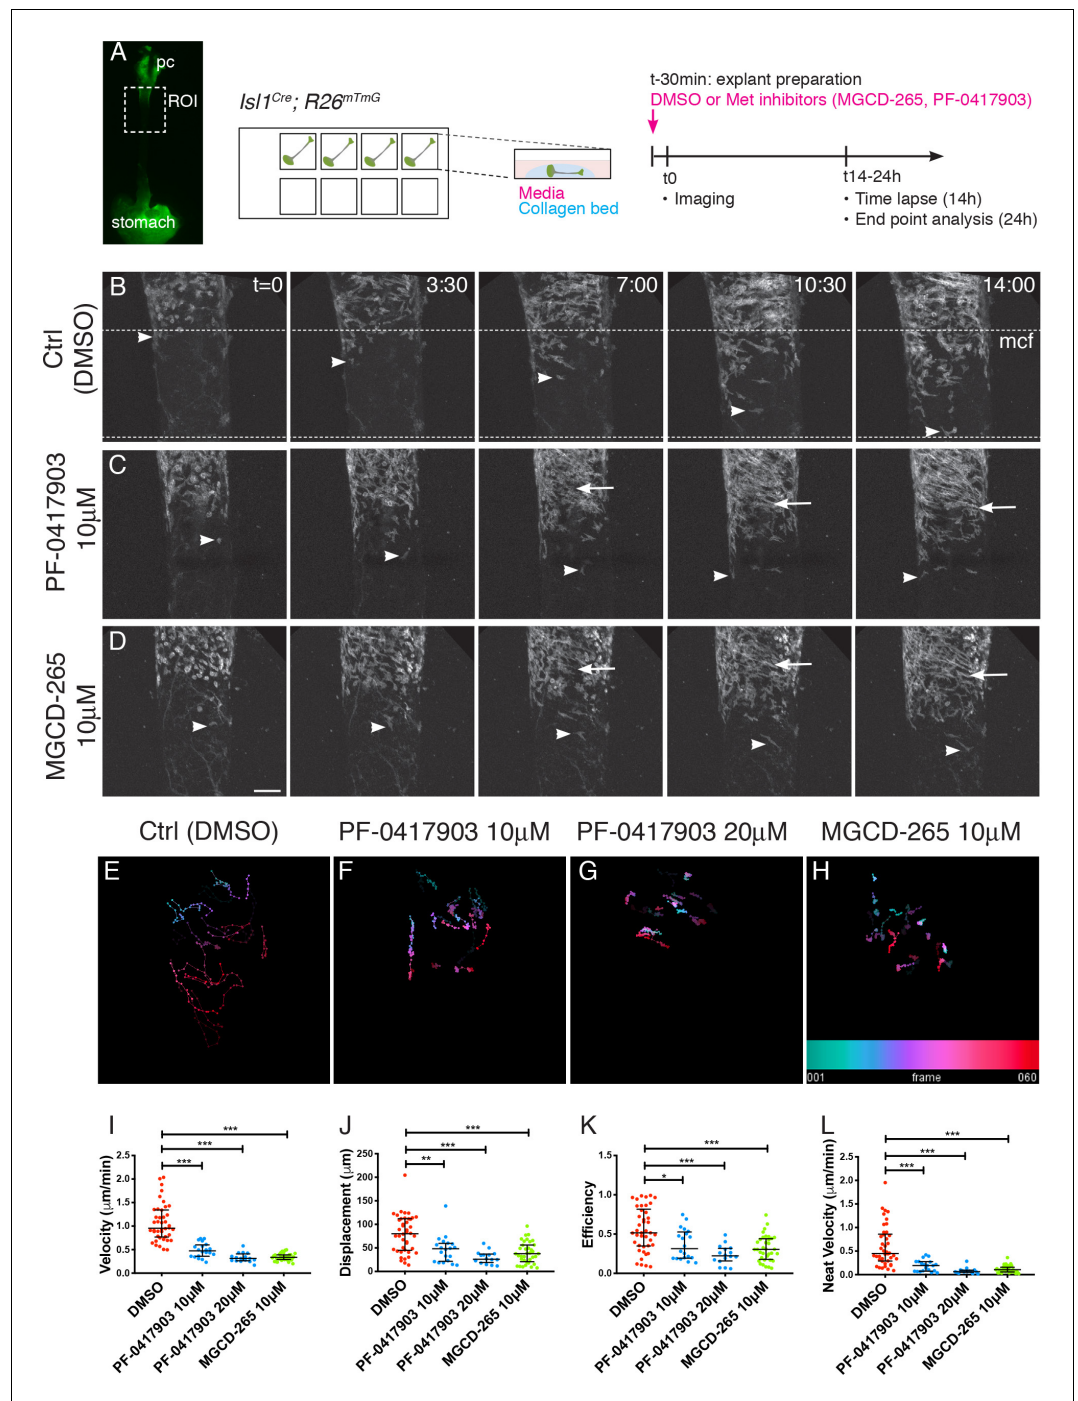 A
pc
ROI
stomach
Isl1Cre; R26mTmG
Media
Collagen bed
t-30min: explant preparation
DMSO or Met inhibitors (MGCD-265, PF-0417903)
t0
t14-24h
• Imaging
• Time lapse (14h)
• End point analysis (24h)
Ctrl
(DMSO)
B
t=0
3:30
7:00
10:30
14:00
mcf
PF-0417903
10µM
C
MGCD-265
10µM
D
Ctrl (DMSO)
PF-0417903 10µM
PF-0417903 20µM
MGCD-265 10µM
E
F
G
H
001
frame
060
I
***
***
***
Velocity (µm/min)
2.5
2.0
1.5
1.0
0.5
0.0
DMSO
PF-0417903 10µM
PF-0417903 20µM
MGCD-265 10µM
J
***
***
**
Displacement (µm)
250
200
150
100
50
0
DMSO
PF-0417903 10µM
PF-0417903 20µM
MGCD-265 10µM
K
***
***
*
Efficiency
1.5
1.0
0.5
0.0
DMSO
PF-0417903 10µM
PF-0417903 20µM
MGCD-265 10µM
L
***
***
***
Neat Velocity (µm/min)
2.5
2.0
1.5
1.0
0.5
0.0
DMSO
PF-0417903 10µM
PF-0417903 20µM
MGCD-265 10µM